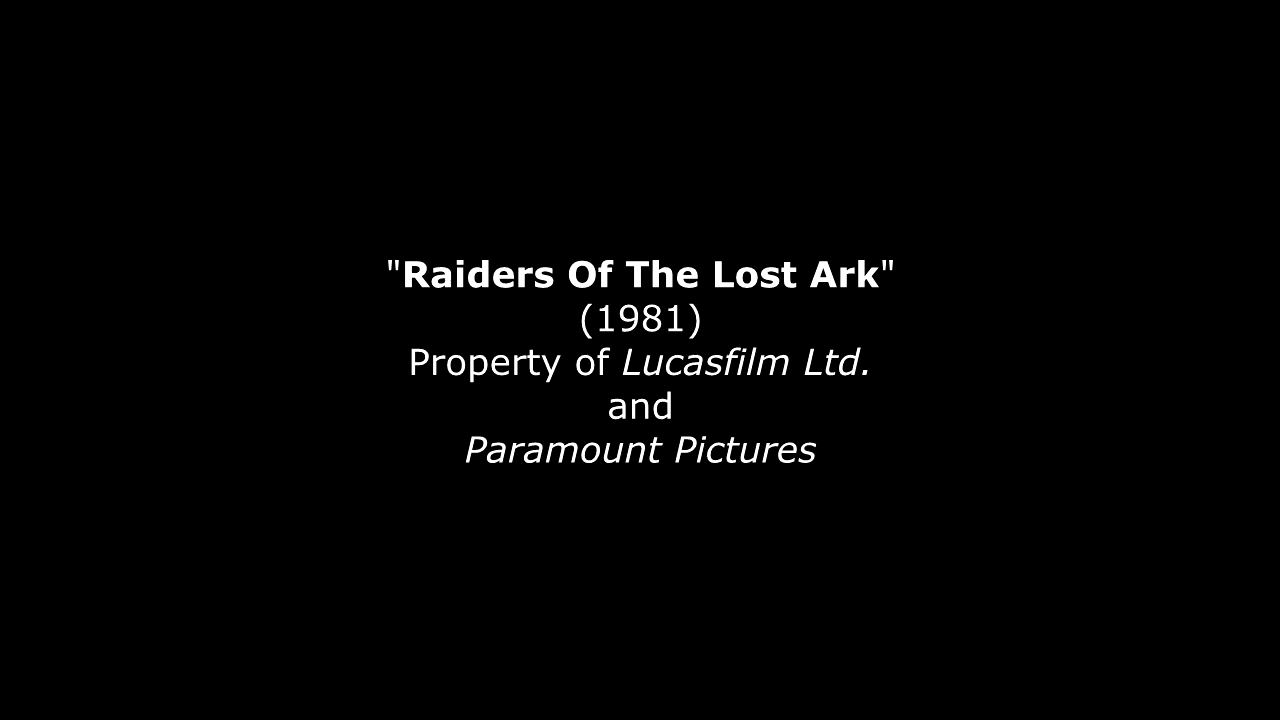 "Raiders Of The Lost Ark"
(1981)
Property of Lucasfilm Ltd.
and
Paramount Pictures